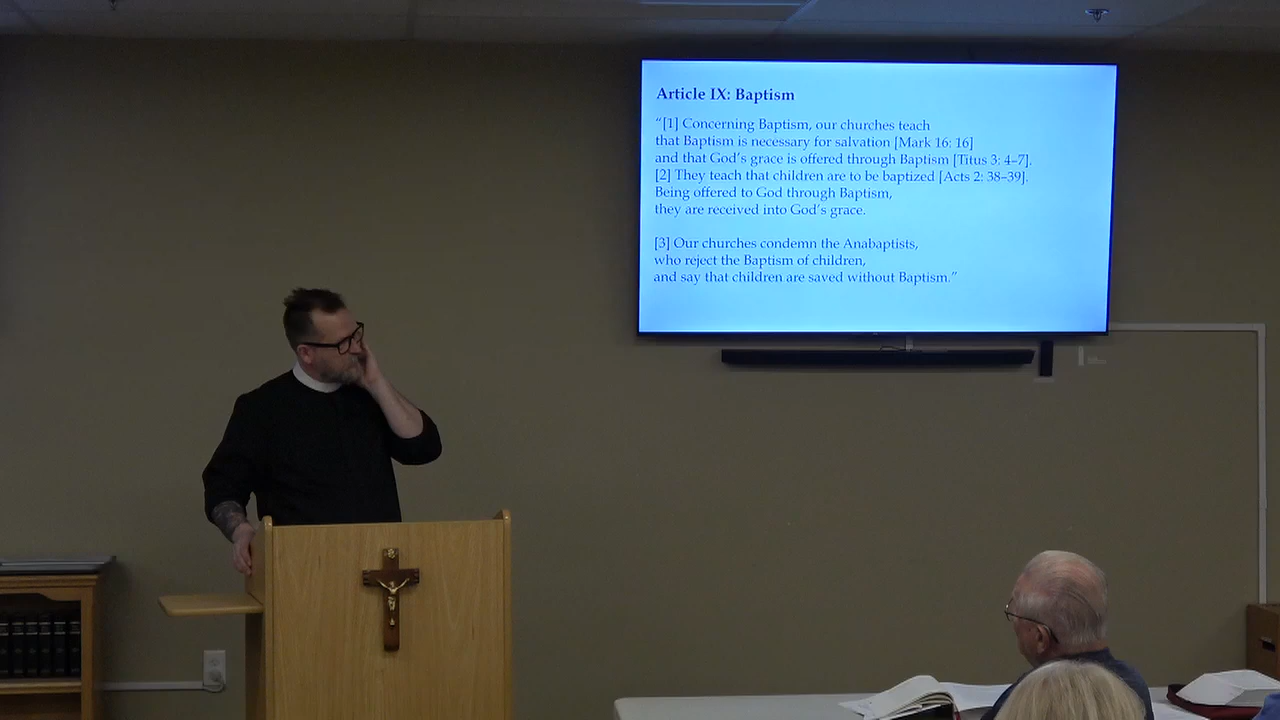 Article IX: Baptism
“[1] Concerning Baptism, our churches teach
that Baptism is necessary for salvation [Mark 16: 16]
and that God’s grace is offered through Baptism [Titus 3: 4–7].
[2] They teach that children are to be baptized [Acts 2: 38–39].
Being offered to God through Baptism,
they are received into God’s grace.
[3] Our churches condemn the Anabaptists,
who reject the Baptism of children,
and say that children are saved without Baptism.”